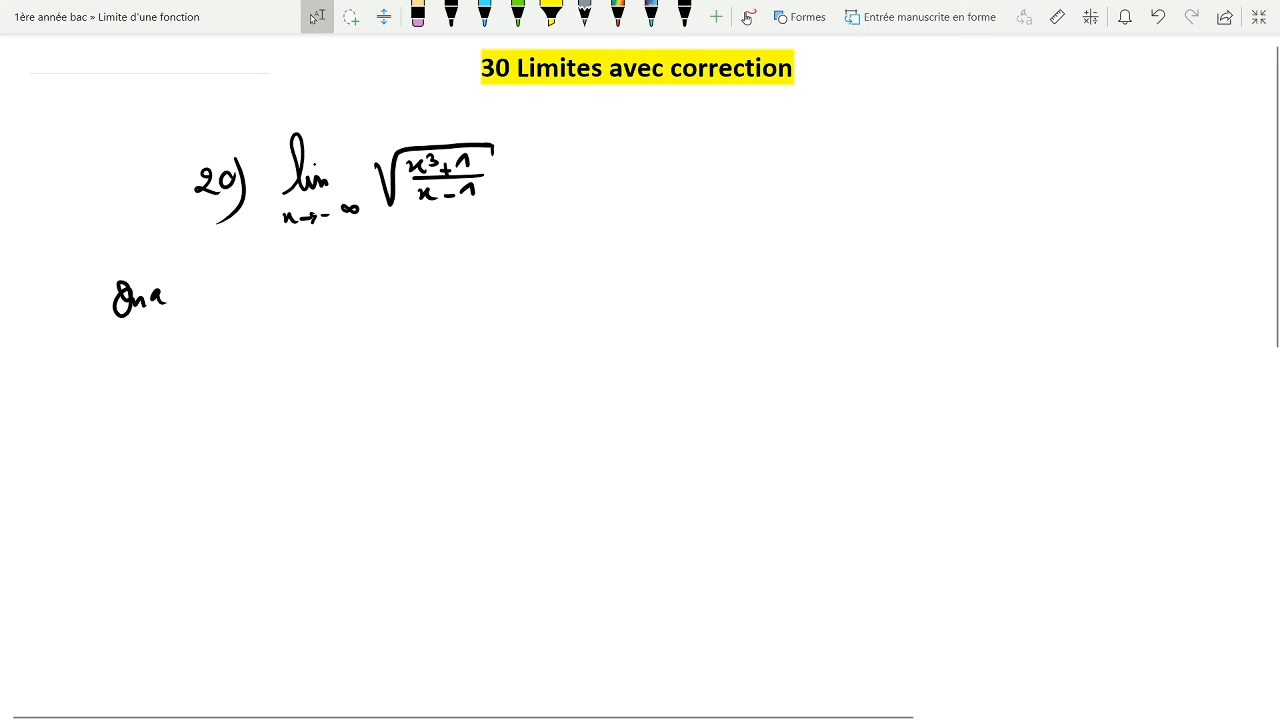 1ère année bac » Limite d'une fonction
Formes
Entrée manuscrite en forme
30 Limites avec correction
20) lim x→-∞ √((x³+1)/(x-1))
On a